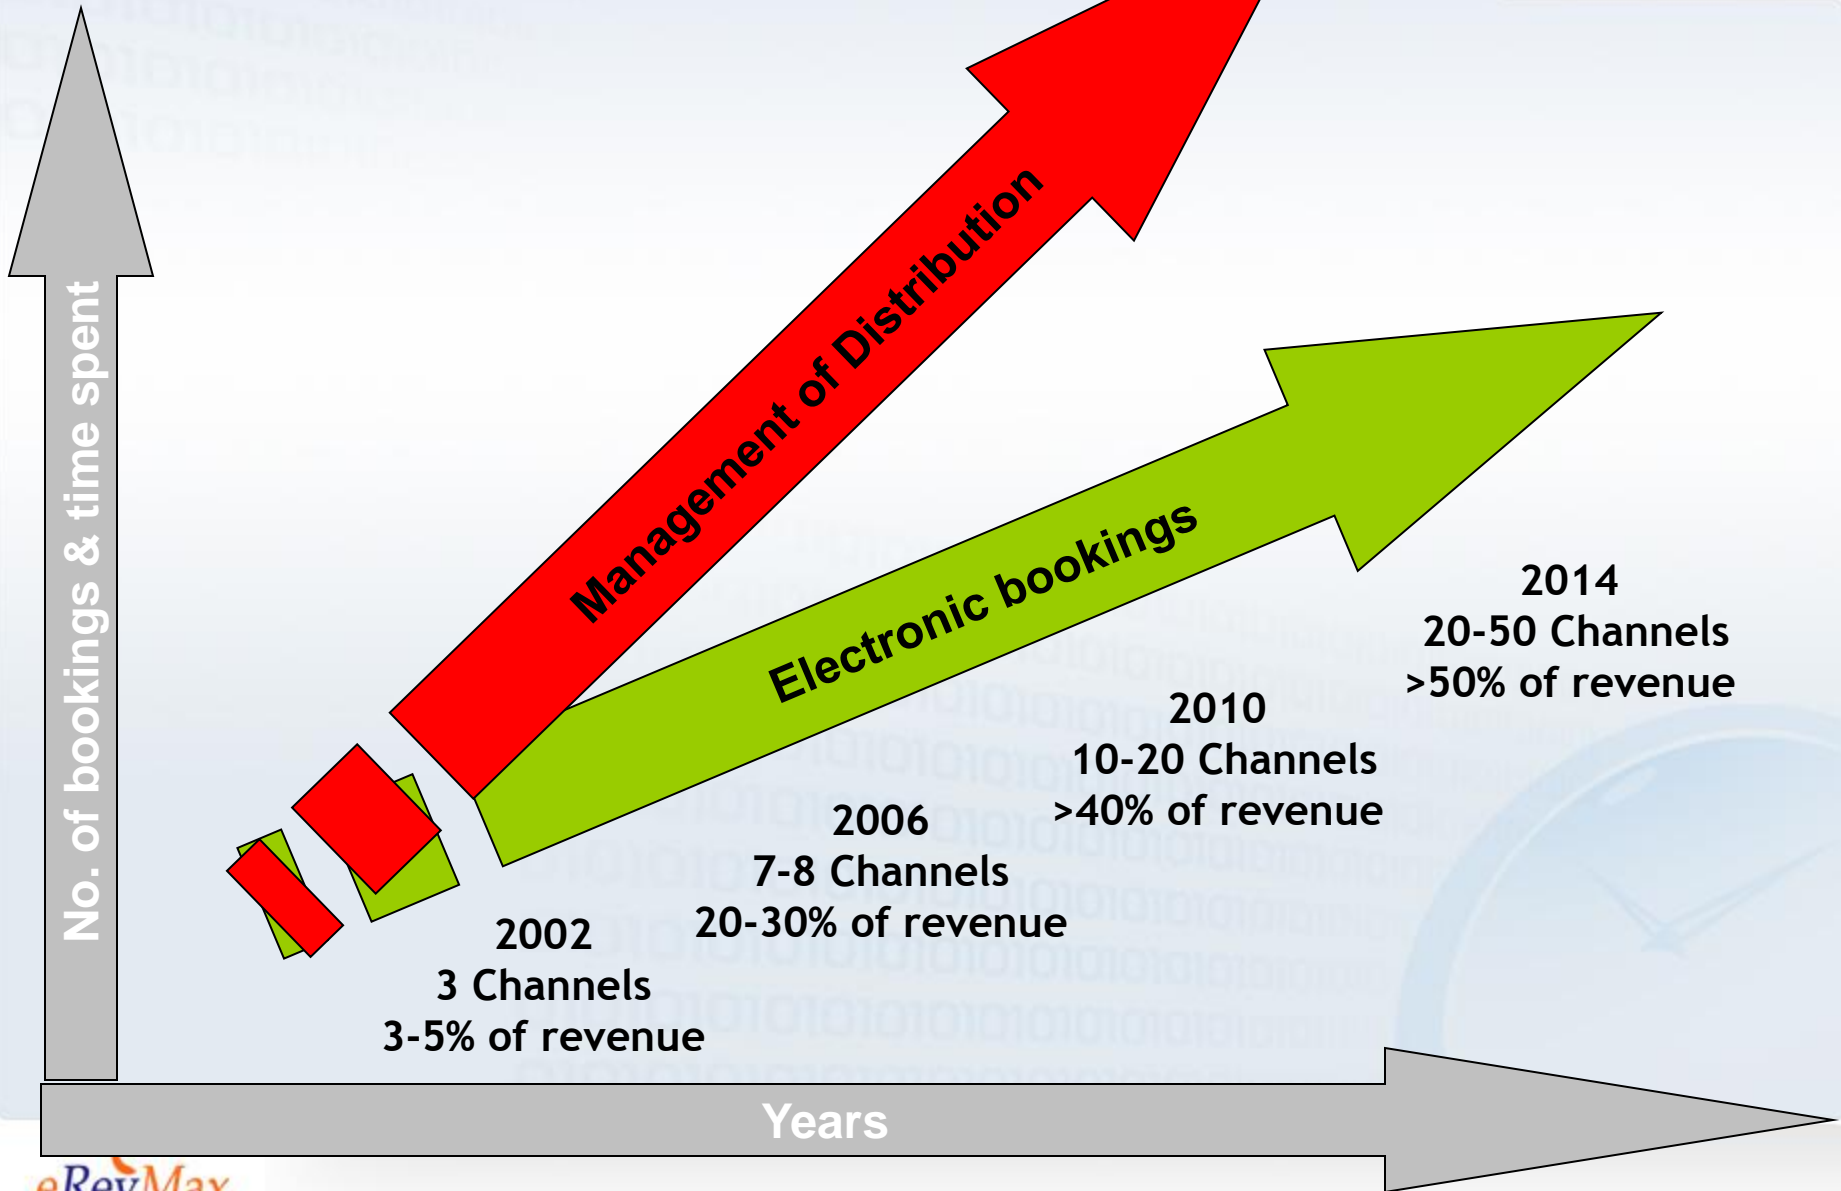 No. of bookings & time spent
Management of Distribution
Electronic bookings
2014
20-50 Channels
>50% of revenue
2010
10-20 Channels
>40% of revenue
2006
7-8 Channels
20-30% of revenue
2002
3 Channels
3-5% of revenue
Years
eRevMax